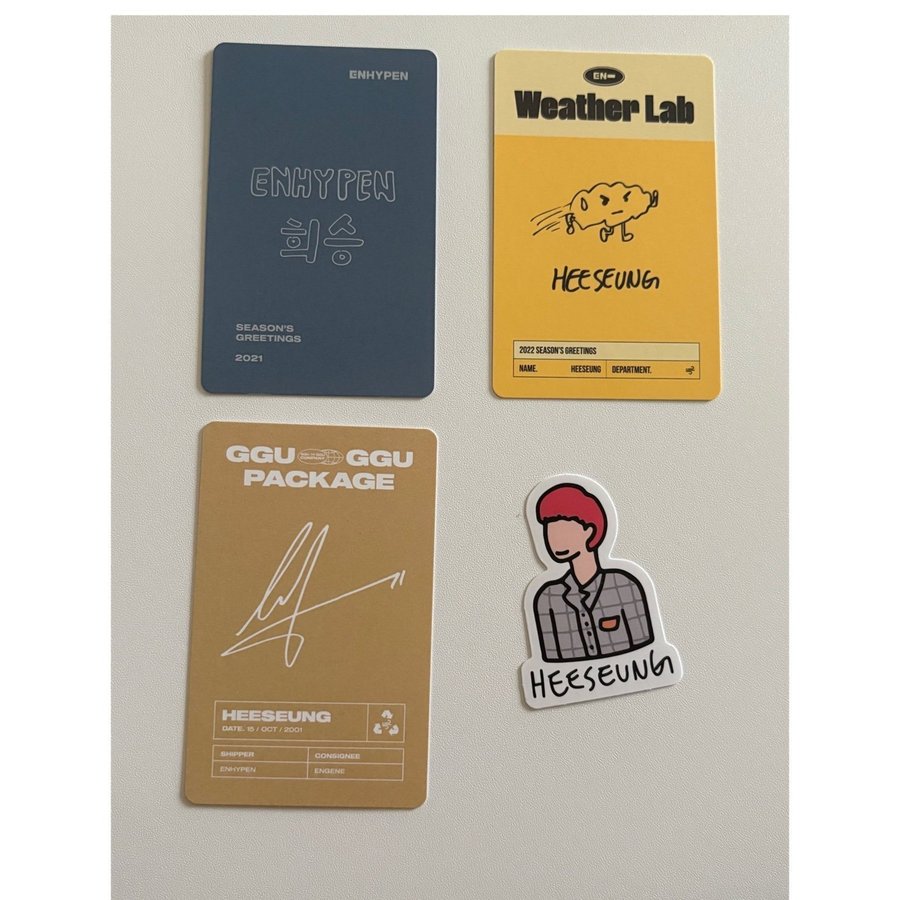 ENHYPEN
ENHYPEN
희승
SEASON'S
GREETINGS
2021
EN-
Weather Lab
HEESEUNG
2022 SEASON'S GREETINGS
NAME. HEESEUNG DEPARTMENT.
GGU GGU
PACKAGE
HEESEUNG
DATE. 15 / OCT / 2001
SHIPPER CONSIGNEE
ENHYPEN ENGENE
HEESEUNG